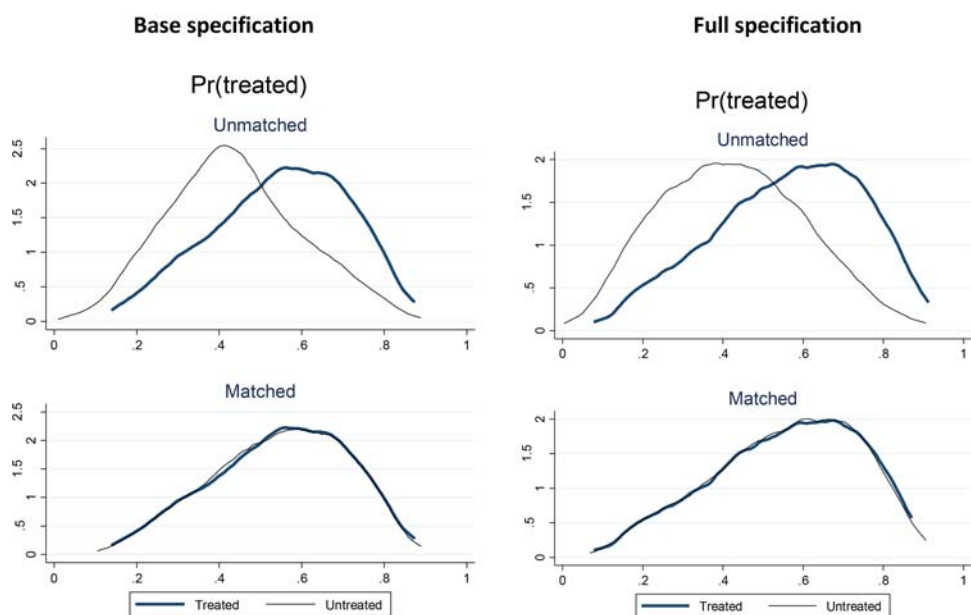 Base specification
Full specification
Pr(treated)
Unmatched
2.5
2
1.5
1
.5
0
0 .2 .4 .6 .8 1
Matched
2.5
2
1.5
1
.5
0
0 .2 .4 .6 .8 1
Treated Untreated
Pr(treated)
Unmatched
2
1.5
1
.5
0
0 .2 .4 .6 .8 1
Matched
2
1.5
1
.5
0
0 .2 .4 .6 .8 1
Treated Untreated